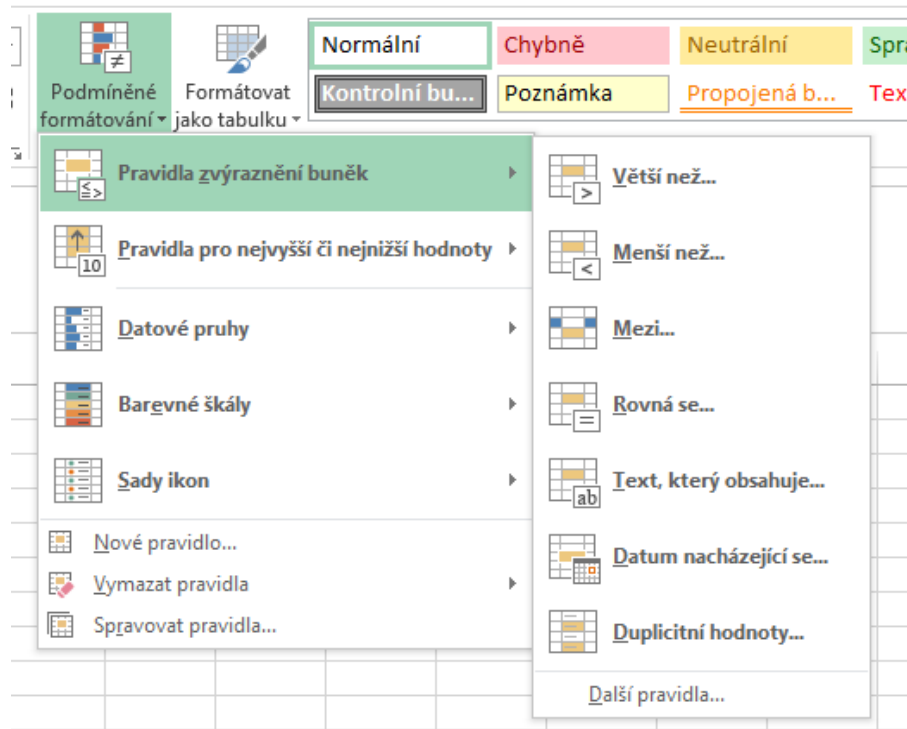 Normální Chybně Neutrální
Podmíněné Formátovat Kontrolní bu... Poznámka Propojená b...
formátování jako tabulku
Pravidla zvýraznění buněk
Pravidla pro nejvyšší či nejnižší hodnoty
10
Datové pruhy
Barevné škály
Sady ikon
Nové pravidlo...
Vymazat pravidla
Spravovat pravidla...
Větší než...
Menší než...
Mezi...
Rovná se...
ab
Text, který obsahuje...
Datum nacházející se...
Duplicitní hodnoty...
Další pravidla...